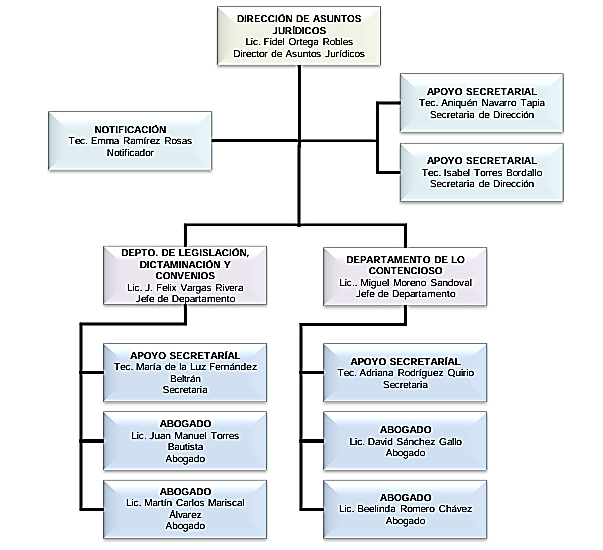 DIRECCIÓN DE ASUNTOS
JURÍDICOS
Lic. Fidel Ortega Robles
Director de Asuntos Jurídicos
APOYO SECRETARIAL
Tec. Aniquén Navarro Tapia
Secretaria de Dirección
NOTIFICACIÓN
Tec. Emma Ramírez Rosas
Notificador
APOYO SECRETARIAL
Tec. Isabel Torres Bordallo
Secretaria de Dirección
DEPTO. DE LEGISLACIÓN,
DICTAMINACIÓN Y
CONVENIOS
Lic. J. Felix Vargas Rivera
Jefe de Departamento
DEPARTAMENTO DE LO
CONTENCIOSO
Lic.. Miguel Moreno Sandoval
Jefe de Departamento
APOYO SECRETARÍAL
Tec. María de la Luz Fernández
Beltrán
Secretaria
APOYO SECRETARÍAL
Tec. Adriana Rodríguez Quirio
Secretaria
ABOGADO
Lic. Juan Manuel Torres
Bautista
Abogado
ABOGADO
Lic. David Sánchez Gallo
Abogado
ABOGADO
Lic. Martín Carlos Mariscal
Álvarez
Abogado
ABOGADO
Lic. Beelinda Romero Chávez
Abogado